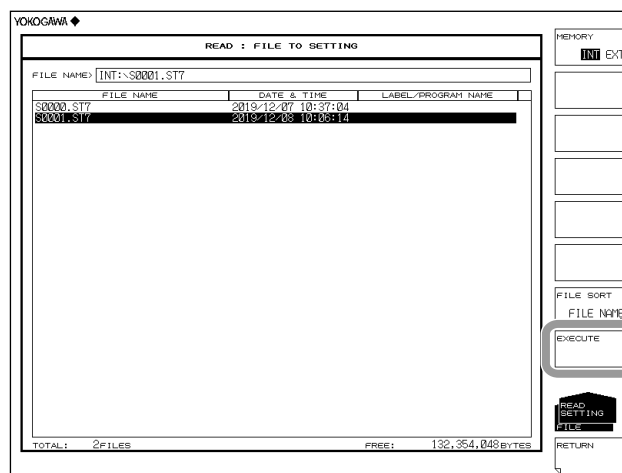 YOKOGAWA
READ : FILE TO SETTING
FILE NAME> INT:\S0001.ST7
FILE NAME DATE & TIME LABEL/PROGRAM NAME
S0000.ST7 2019/12/07 10:37:04
S0001.ST7 2019/12/08 10:06:14
TOTAL: 2FILES FREE: 132,354,048 BYTES
MEMORY
INT EXT
FILE SORT
FILE NAME
EXECUTE
READ
SETTING
FILE
RETURN